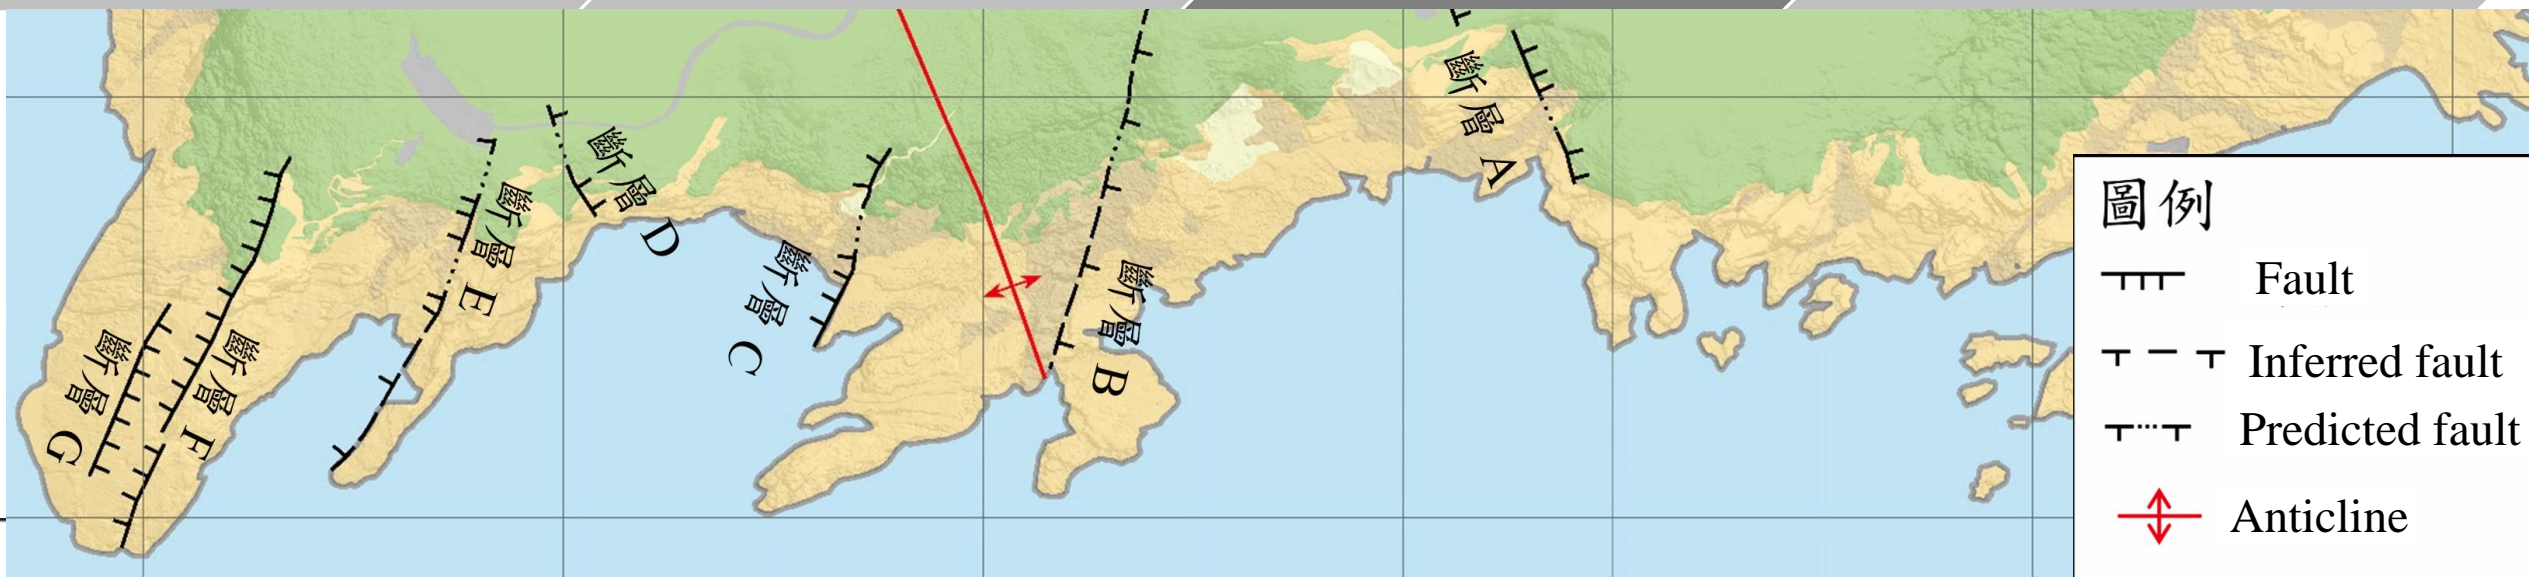 斷層 A
斷層 B
斷層 C
斷層 D
斷層 E
斷層 F
斷層 G
圖例
Fault
Inferred fault
Predicted fault
Anticline